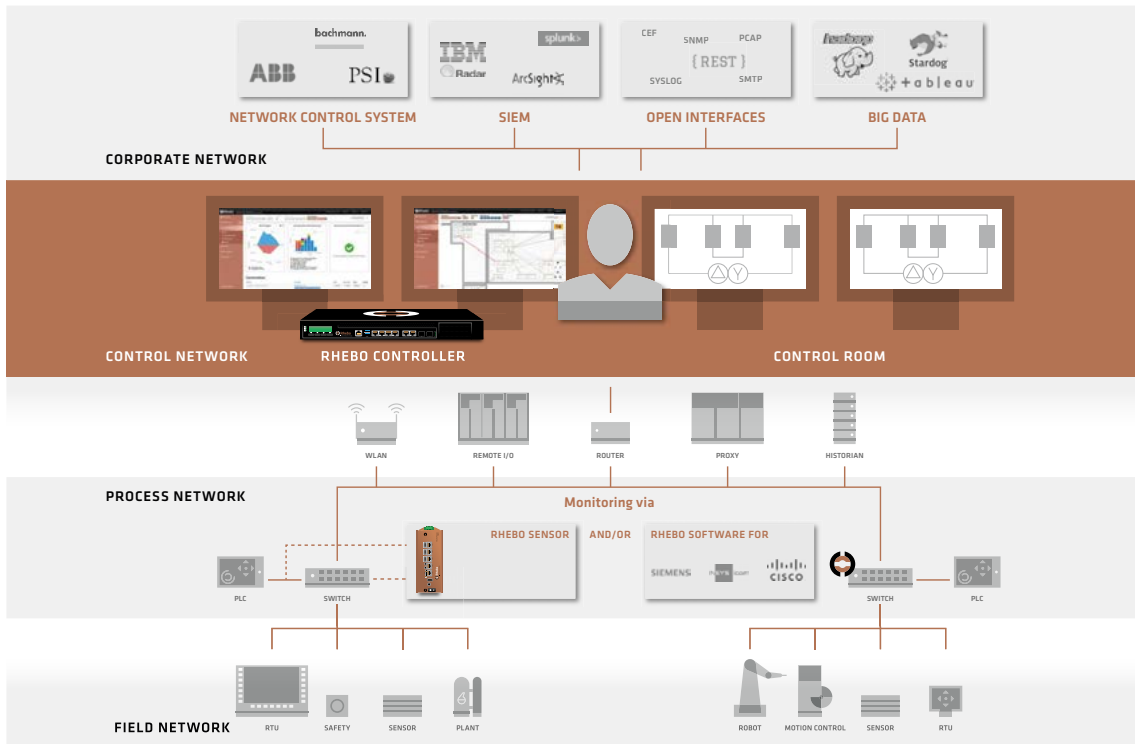 bachmann.
ABB
PSI
IBM
Radar
splunk>
ArcSight
CEF
SNMP
PCAP
{ REST }
SYSLOG
SMTP
hadoop
Stardog
+ableau
NETWORK CONTROL SYSTEM
SIEM
OPEN INTERFACES
BIG DATA
CORPORATE NETWORK
CONTROL NETWORK
RHEBO CONTROLLER
CONTROL ROOM
WLAN
REMOTE I/O
ROUTER
PROXY
HISTORIAN
PROCESS NETWORK
Monitoring via
RHEBO SENSOR
AND/OR
RHEBO SOFTWARE FOR
SIEMENS
CISCO
PLC
SWITCH
SWITCH
PLC
FIELD NETWORK
RTU
SAFETY
SENSOR
PLANT
ROBOT
MOTION CONTROL
SENSOR
RTU